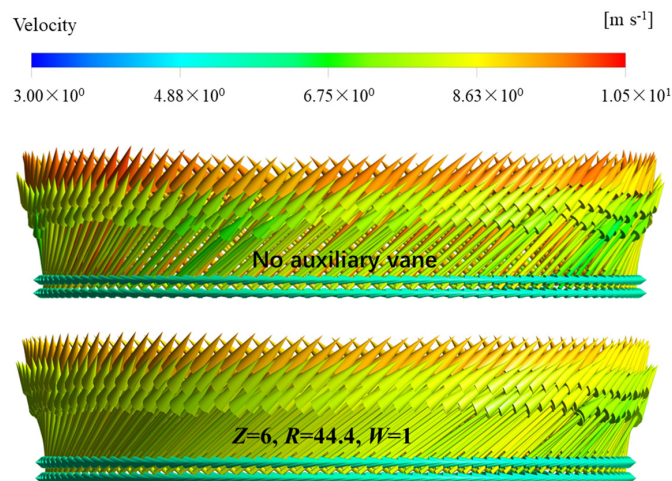 Velocity [m s⁻¹]
3.00×10⁰ 4.88×10⁰ 6.75×10⁰ 8.63×10⁰ 1.05×10¹
No auxiliary vane
Z=6, R=44.4, W=1